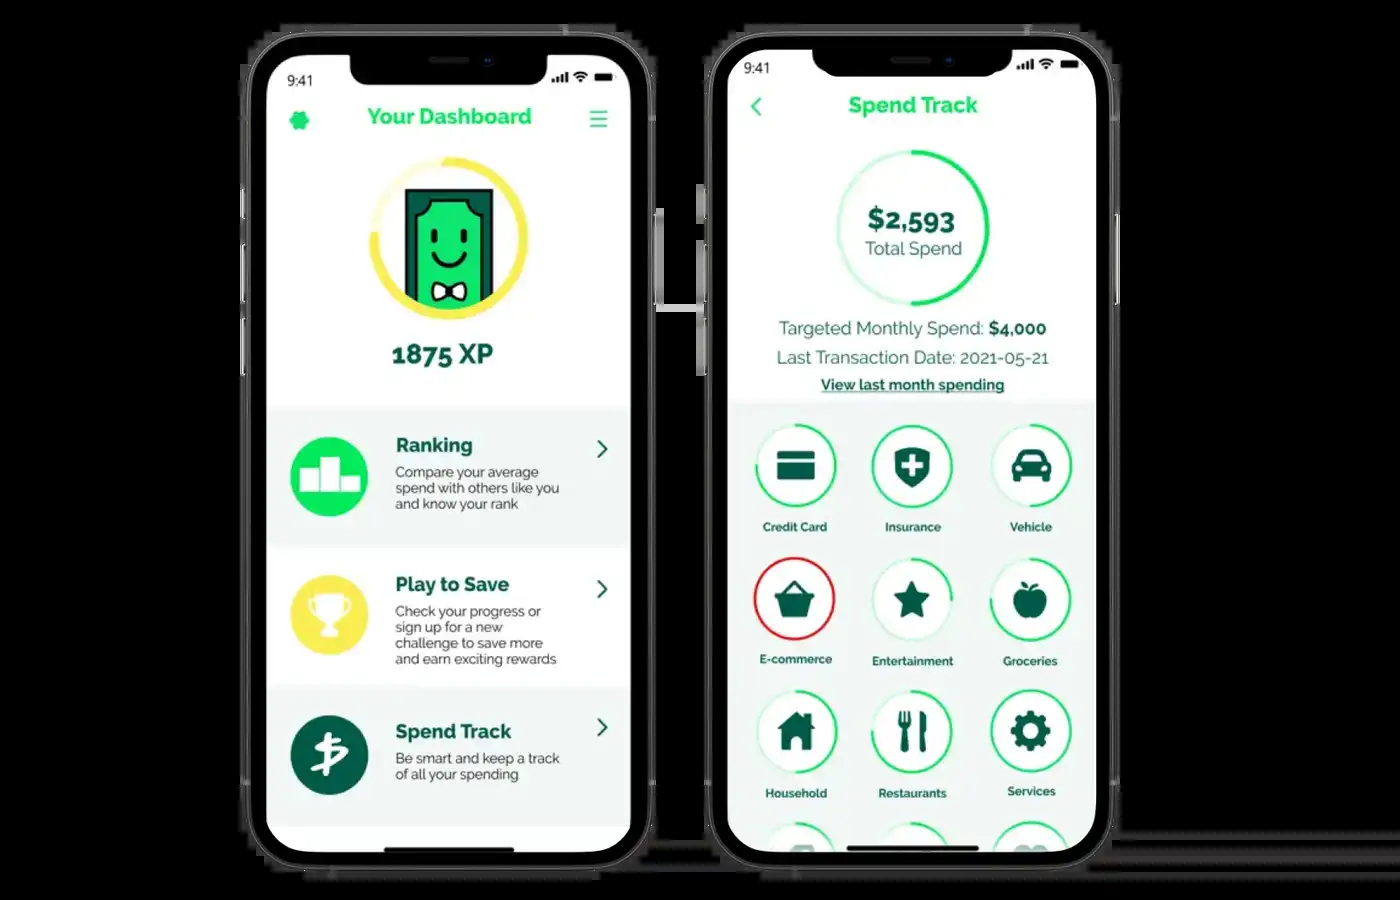 9:41
Your Dashboard
1875 XP
Ranking
Compare your average
spend with others like you
and know your rank
Play to Save
Check your progress or
sign up for a new
challenge to save more
and earn exciting rewards
Spend Track
Be smart and keep a track
of all your spending
9:41
Spend Track
$2,593
Total Spend
Targeted Monthly Spend: $4,000
Last Transaction Date: 2021-05-21
View last month spending
Credit Card
Insurance
Vehicle
E-commerce
Entertainment
Groceries
Household
Restaurants
Services